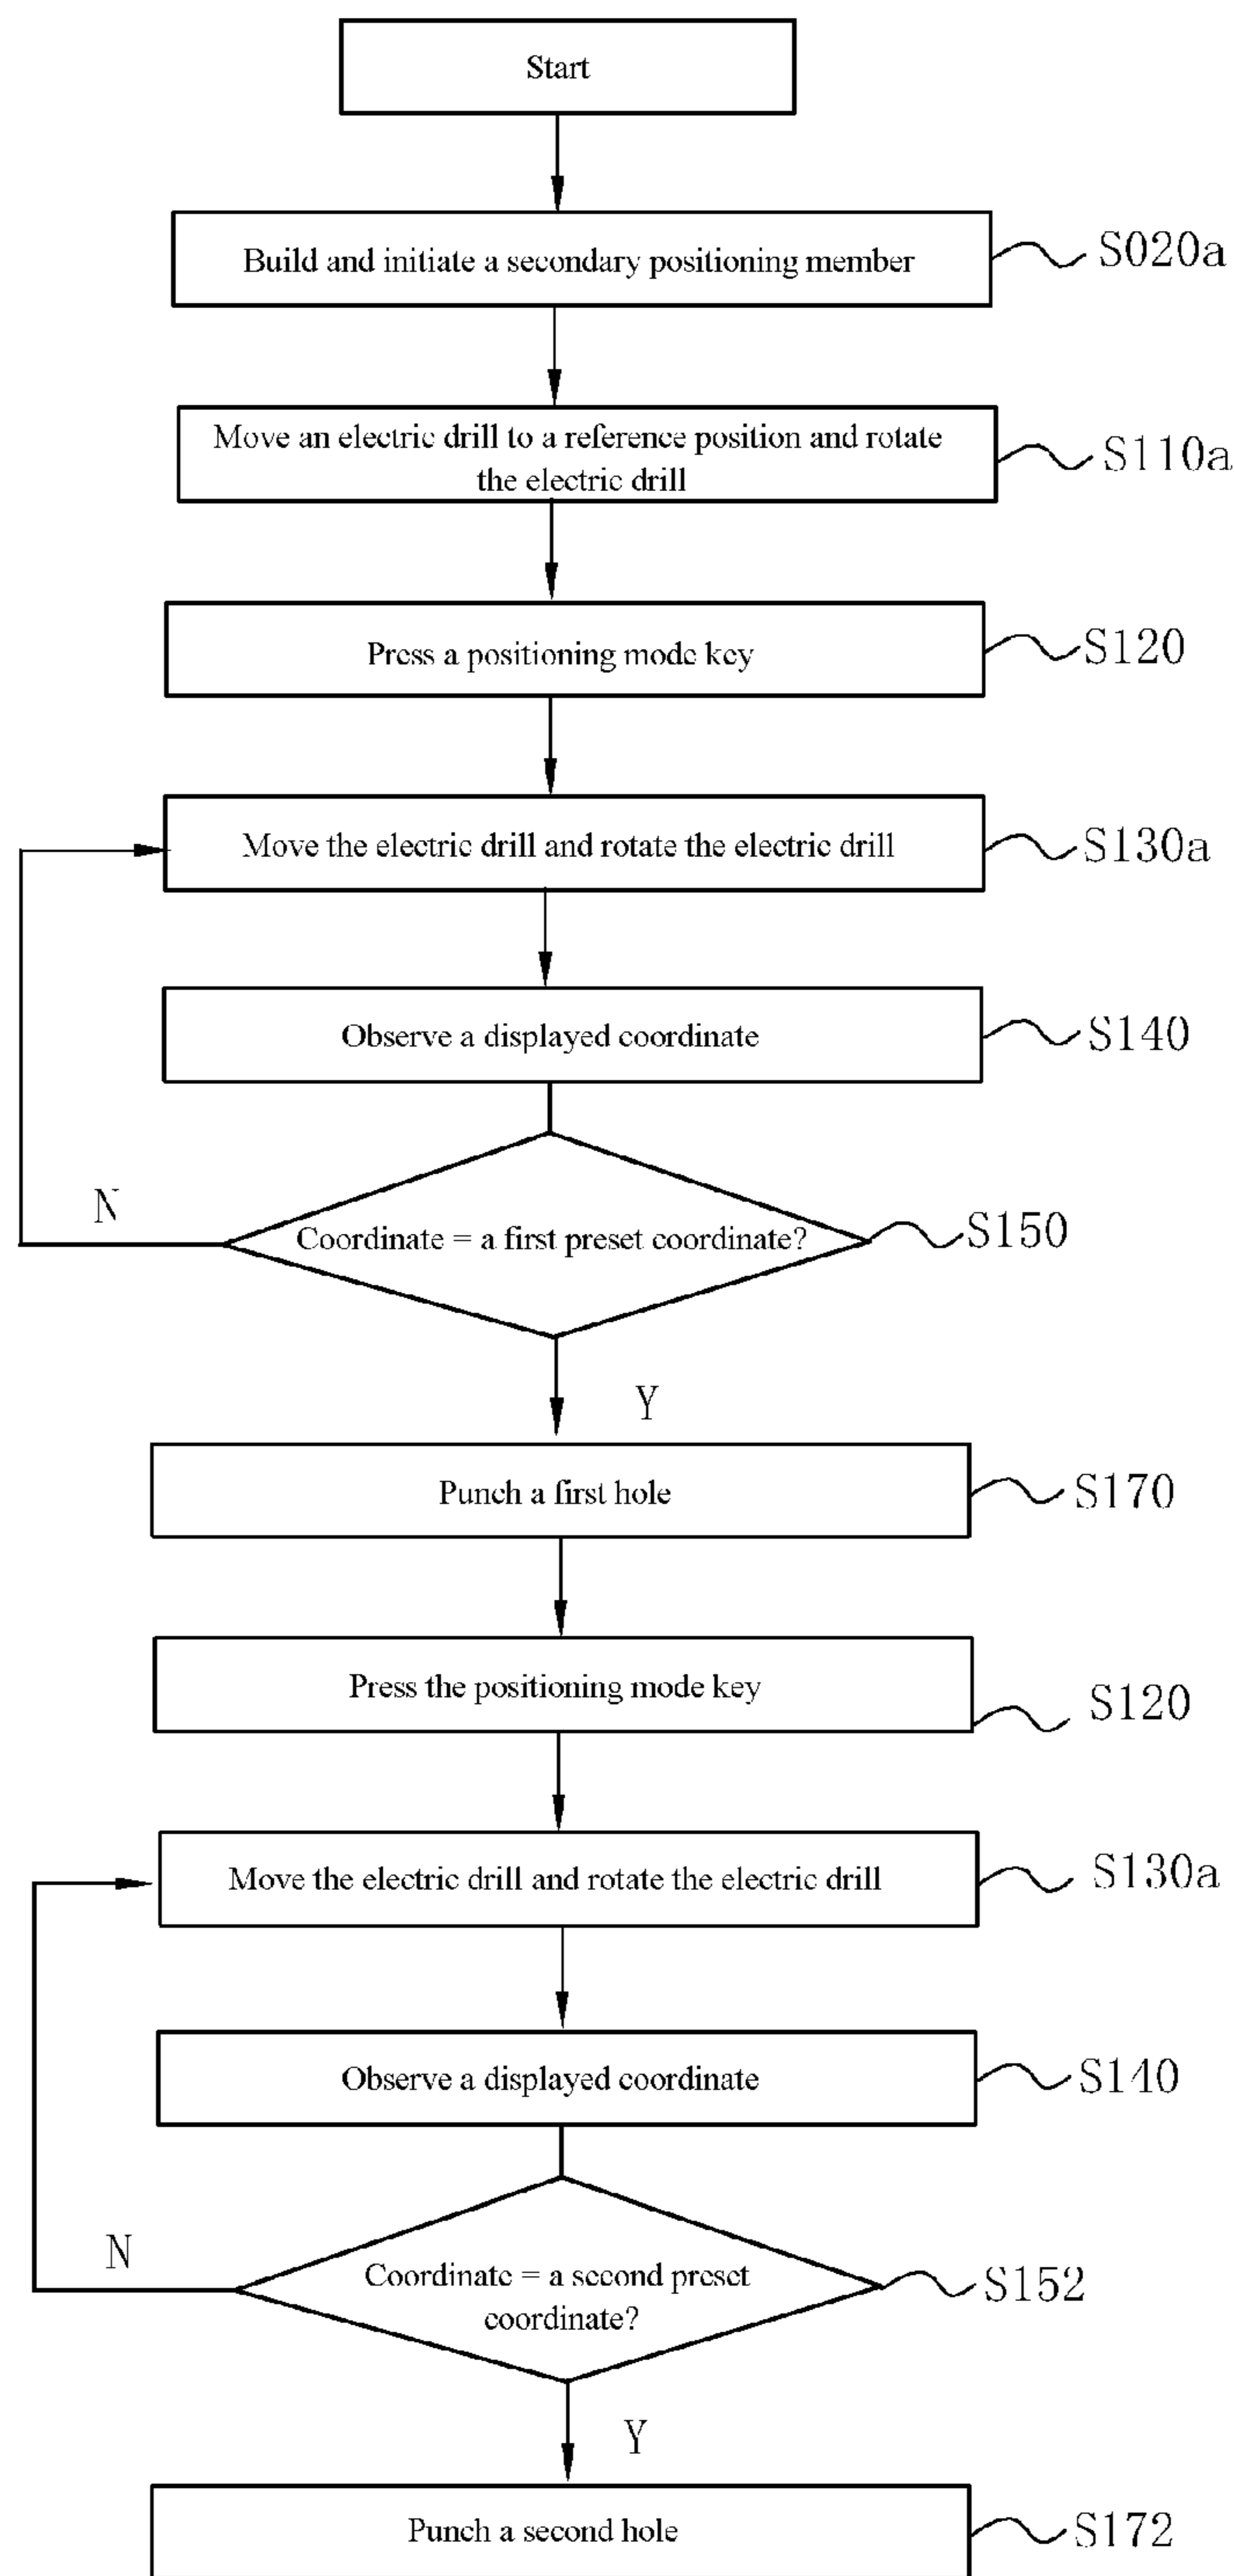 Start
Build and initiate a secondary positioning member
S020a
Move an electric drill to a reference position and rotate
the electric drill
S110a
Press a positioning mode key
S120
Move the electric drill and rotate the electric drill
S130a
Observe a displayed coordinate
S140
N
Coordinate = a first preset coordinate?
S150
Y
Punch a first hole
S170
Press the positioning mode key
S120
Move the electric drill and rotate the electric drill
S130a
Observe a displayed coordinate
S140
N
Coordinate = a second preset
coordinate?
S152
Y
Punch a second hole
S172